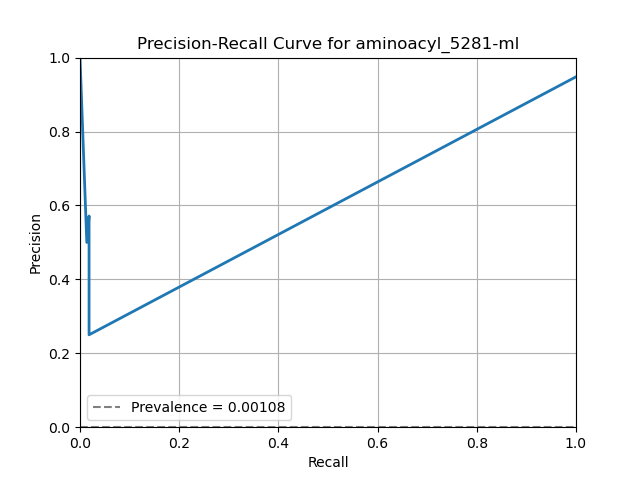 Precision-Recall Curve for aminoacyl_5281-ml
1.0
0.8
0.6
0.4
0.2
0.0
Precision
Prevalence = 0.00108
0.0 0.2 0.4 0.6 0.8 1.0
Recall